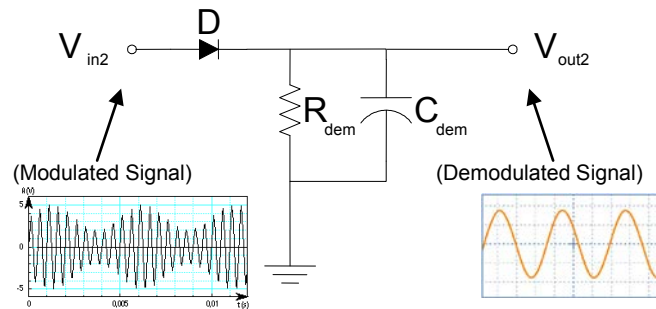 D
V in2
V out2
R dem
C dem
(Modulated Signal)
(Demodulated Signal)
A(V)
5
0
-5
0
0,005
0,01
t(s)